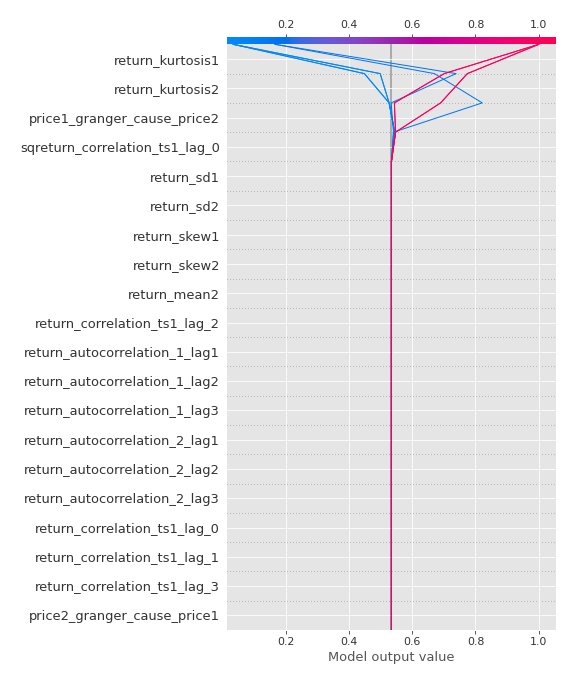 0.2 0.4 0.6 0.8 1.0
return_kurtosis1
return_kurtosis2
price1_granger_cause_price2
sqreturn_correlation_ts1_lag_0
return_sd1
return_sd2
return_skew1
return_skew2
return_mean2
return_correlation_ts1_lag_2
return_autocorrelation_1_lag1
return_autocorrelation_1_lag2
return_autocorrelation_1_lag3
return_autocorrelation_2_lag1
return_autocorrelation_2_lag2
return_autocorrelation_2_lag3
return_correlation_ts1_lag_0
return_correlation_ts1_lag_1
return_correlation_ts1_lag_3
price2_granger_cause_price1
0.2 0.4 0.6 0.8 1.0
Model output value